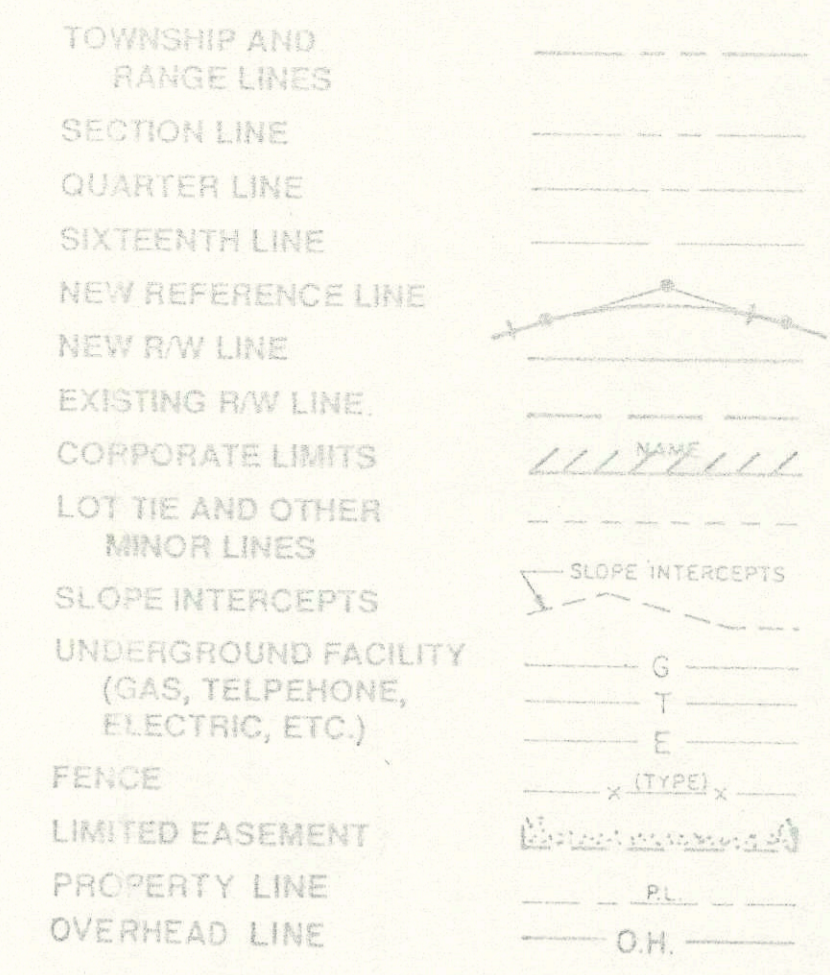 TOWNSHIP AND
RANGE LINES
SECTION LINE
QUARTER LINE
SIXTEENTH LINE
NEW REFERENCE LINE
NEW R/W LINE
EXISTING R/W LINE.
CORPORATE LIMITS
NAME
LOT TIE AND OTHER
MINOR LINES
SLOPE INTERCEPTS
SLOPE INTERCEPTS
UNDERGROUND FACILITY
G
(GAS, TELPEHONE,
T
ELECTRIC, ETC.)
E
FENCE
x (TYPE) x
LIMITED EASEMENT
PROPERTY LINE
P.L.
OVERHEAD LINE
O.H.